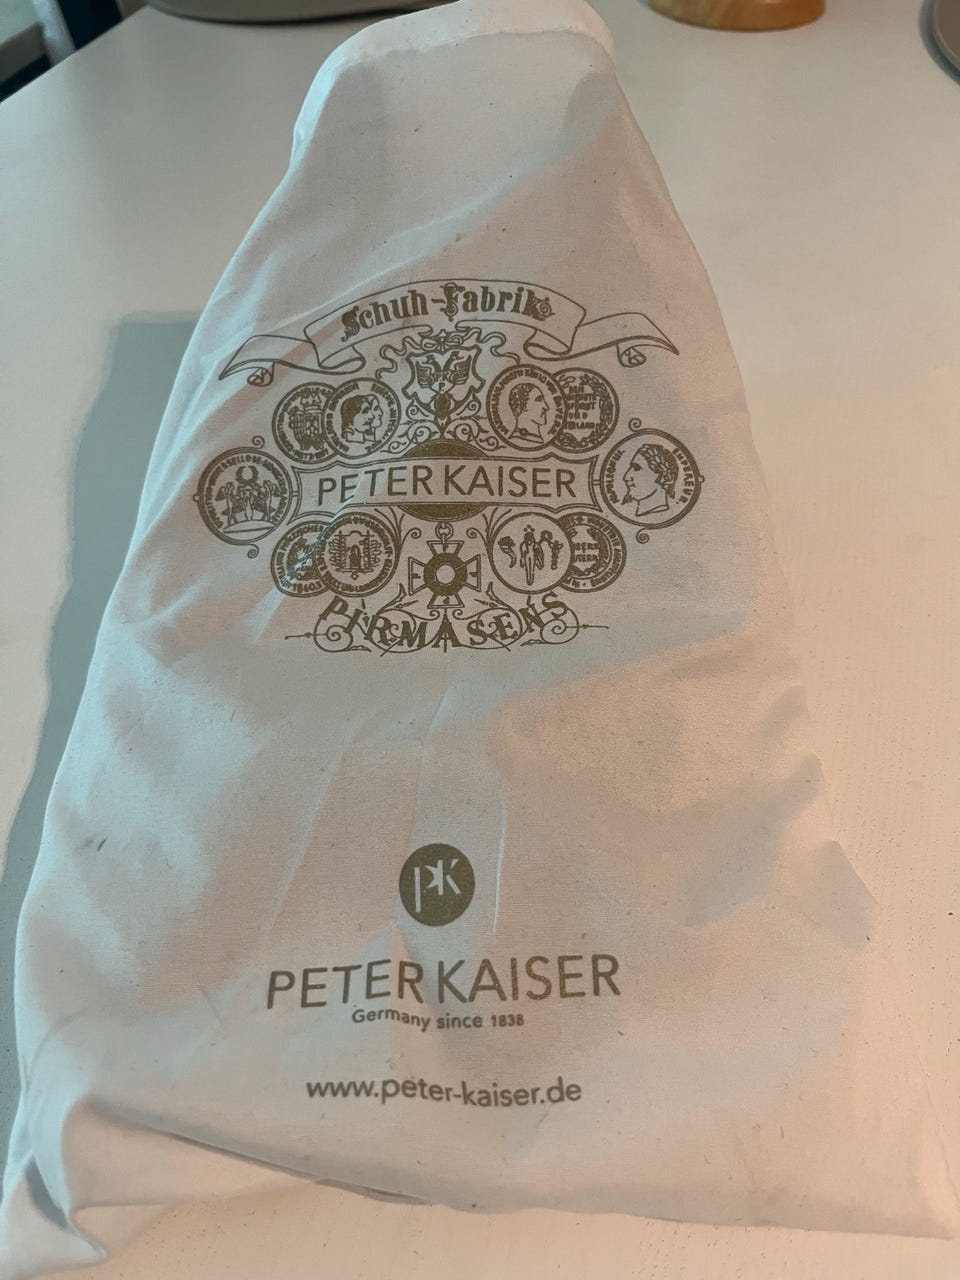 Schuh-Fabrik
PETER KAISER
PIRMASENS
PK
PETER KAISER
Germany since 1838
www.peter-kaiser.de